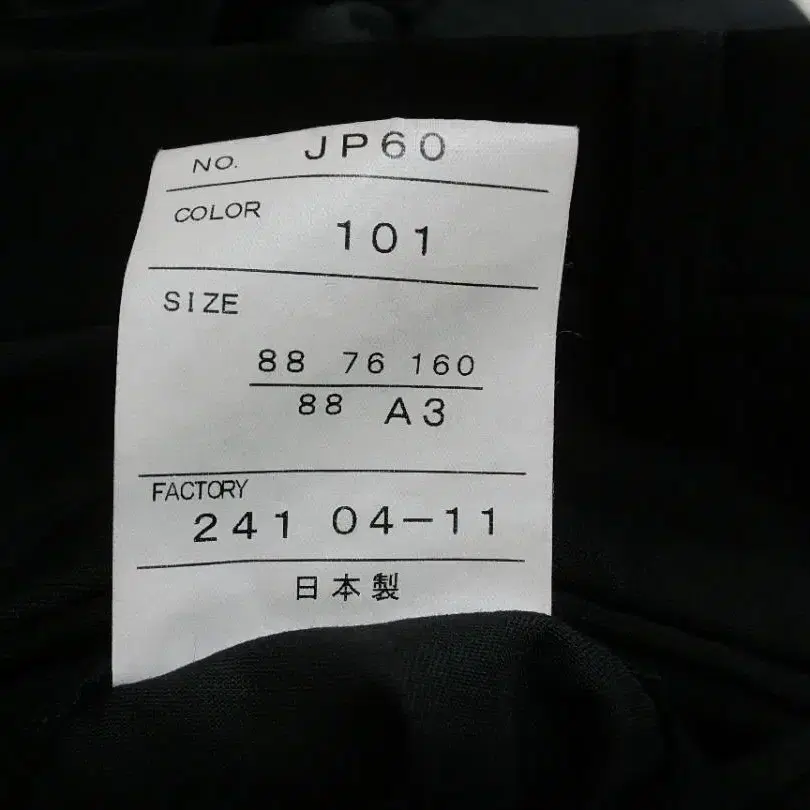 NO. JP60
COLOR 101
SIZE
88 76 160
88 A3
FACTORY
241 04-11
日本製